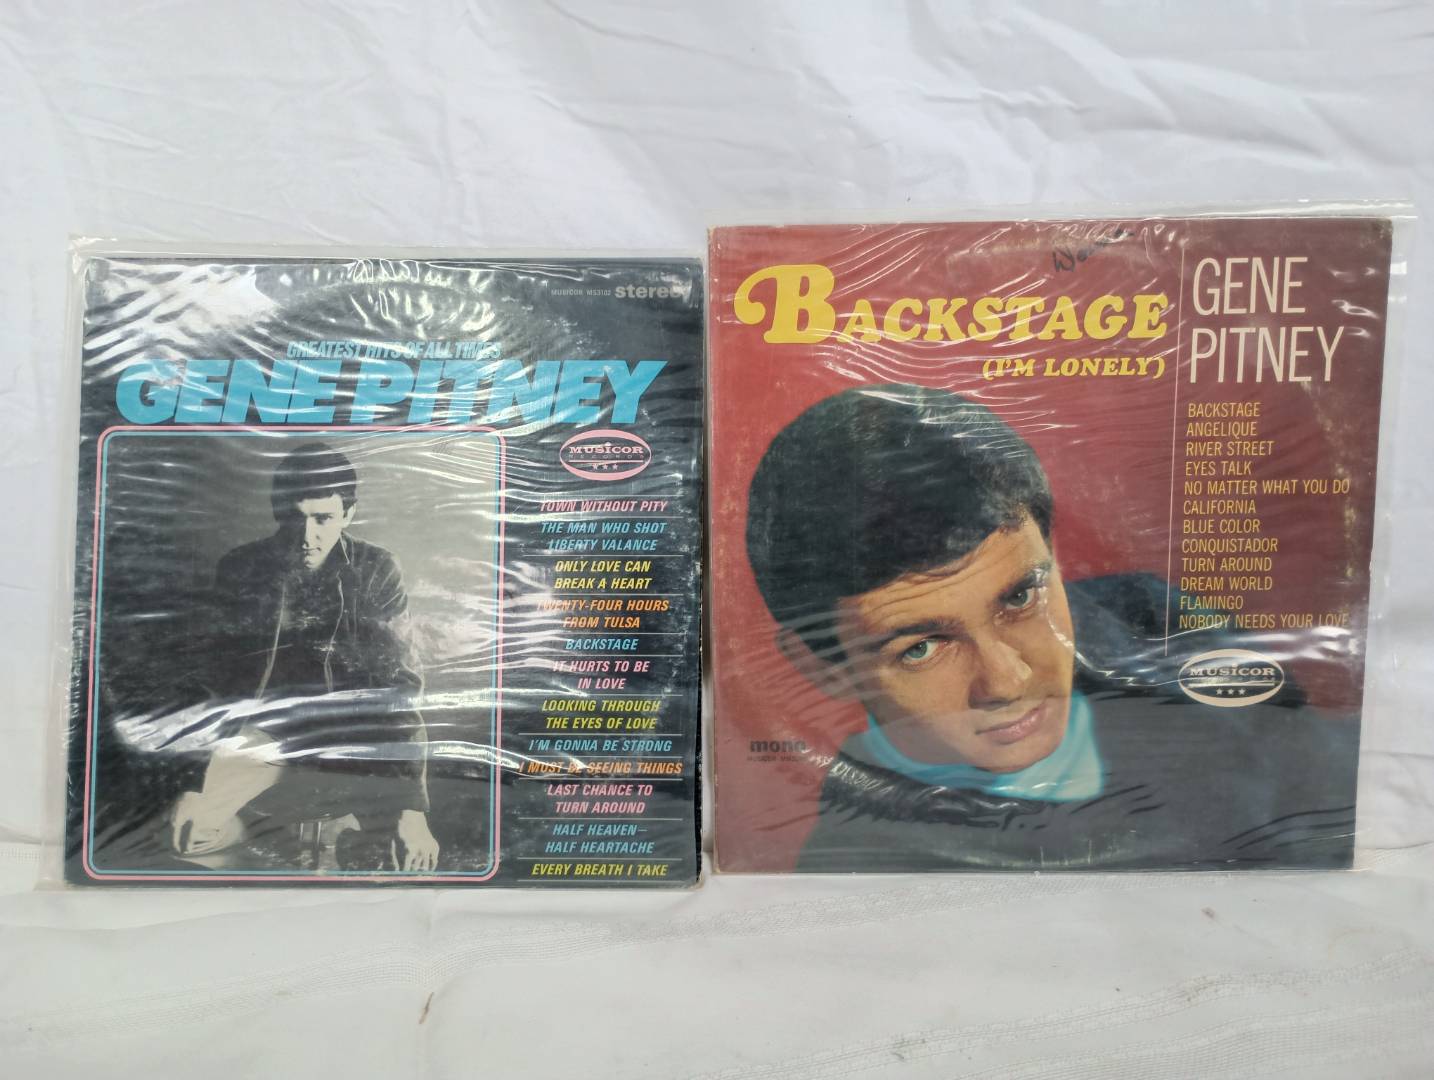 MUSICOR MS3102 stereo
GREATEST HITS OF ALL TIMES
GENE PITNEY
MUSICOR
RECORDS
TOWN WITHOUT PITY
THE MAN WHO SHOT
LIBERTY VALANCE
ONLY LOVE CAN
BREAK A HEART
TWENTY-FOUR HOURS
FROM TULSA
BACKSTAGE
IT HURTS TO BE
IN LOVE
LOOKING THROUGH
THE EYES OF LOVE
I'M GONNA BE STRONG
I MUST BE SEEING THINGS
LAST CHANCE TO
TURN AROUND
HALF HEAVEN—
HALF HEARTACHE
EVERY BREATH I TAKE
BACKSTAGE
(I'M LONELY)
GENE
PITNEY
BACKSTAGE
ANGELIQUE
RIVER STREET
EYES TALK
NO MATTER WHAT YOU DO
CALIFORNIA
BLUE COLOR
CONQUISTADOR
TURN AROUND
DREAM WORLD
FLAMINGO
NOBODY NEEDS YOUR LOVE
MUSICOR
mono
MUSICOR